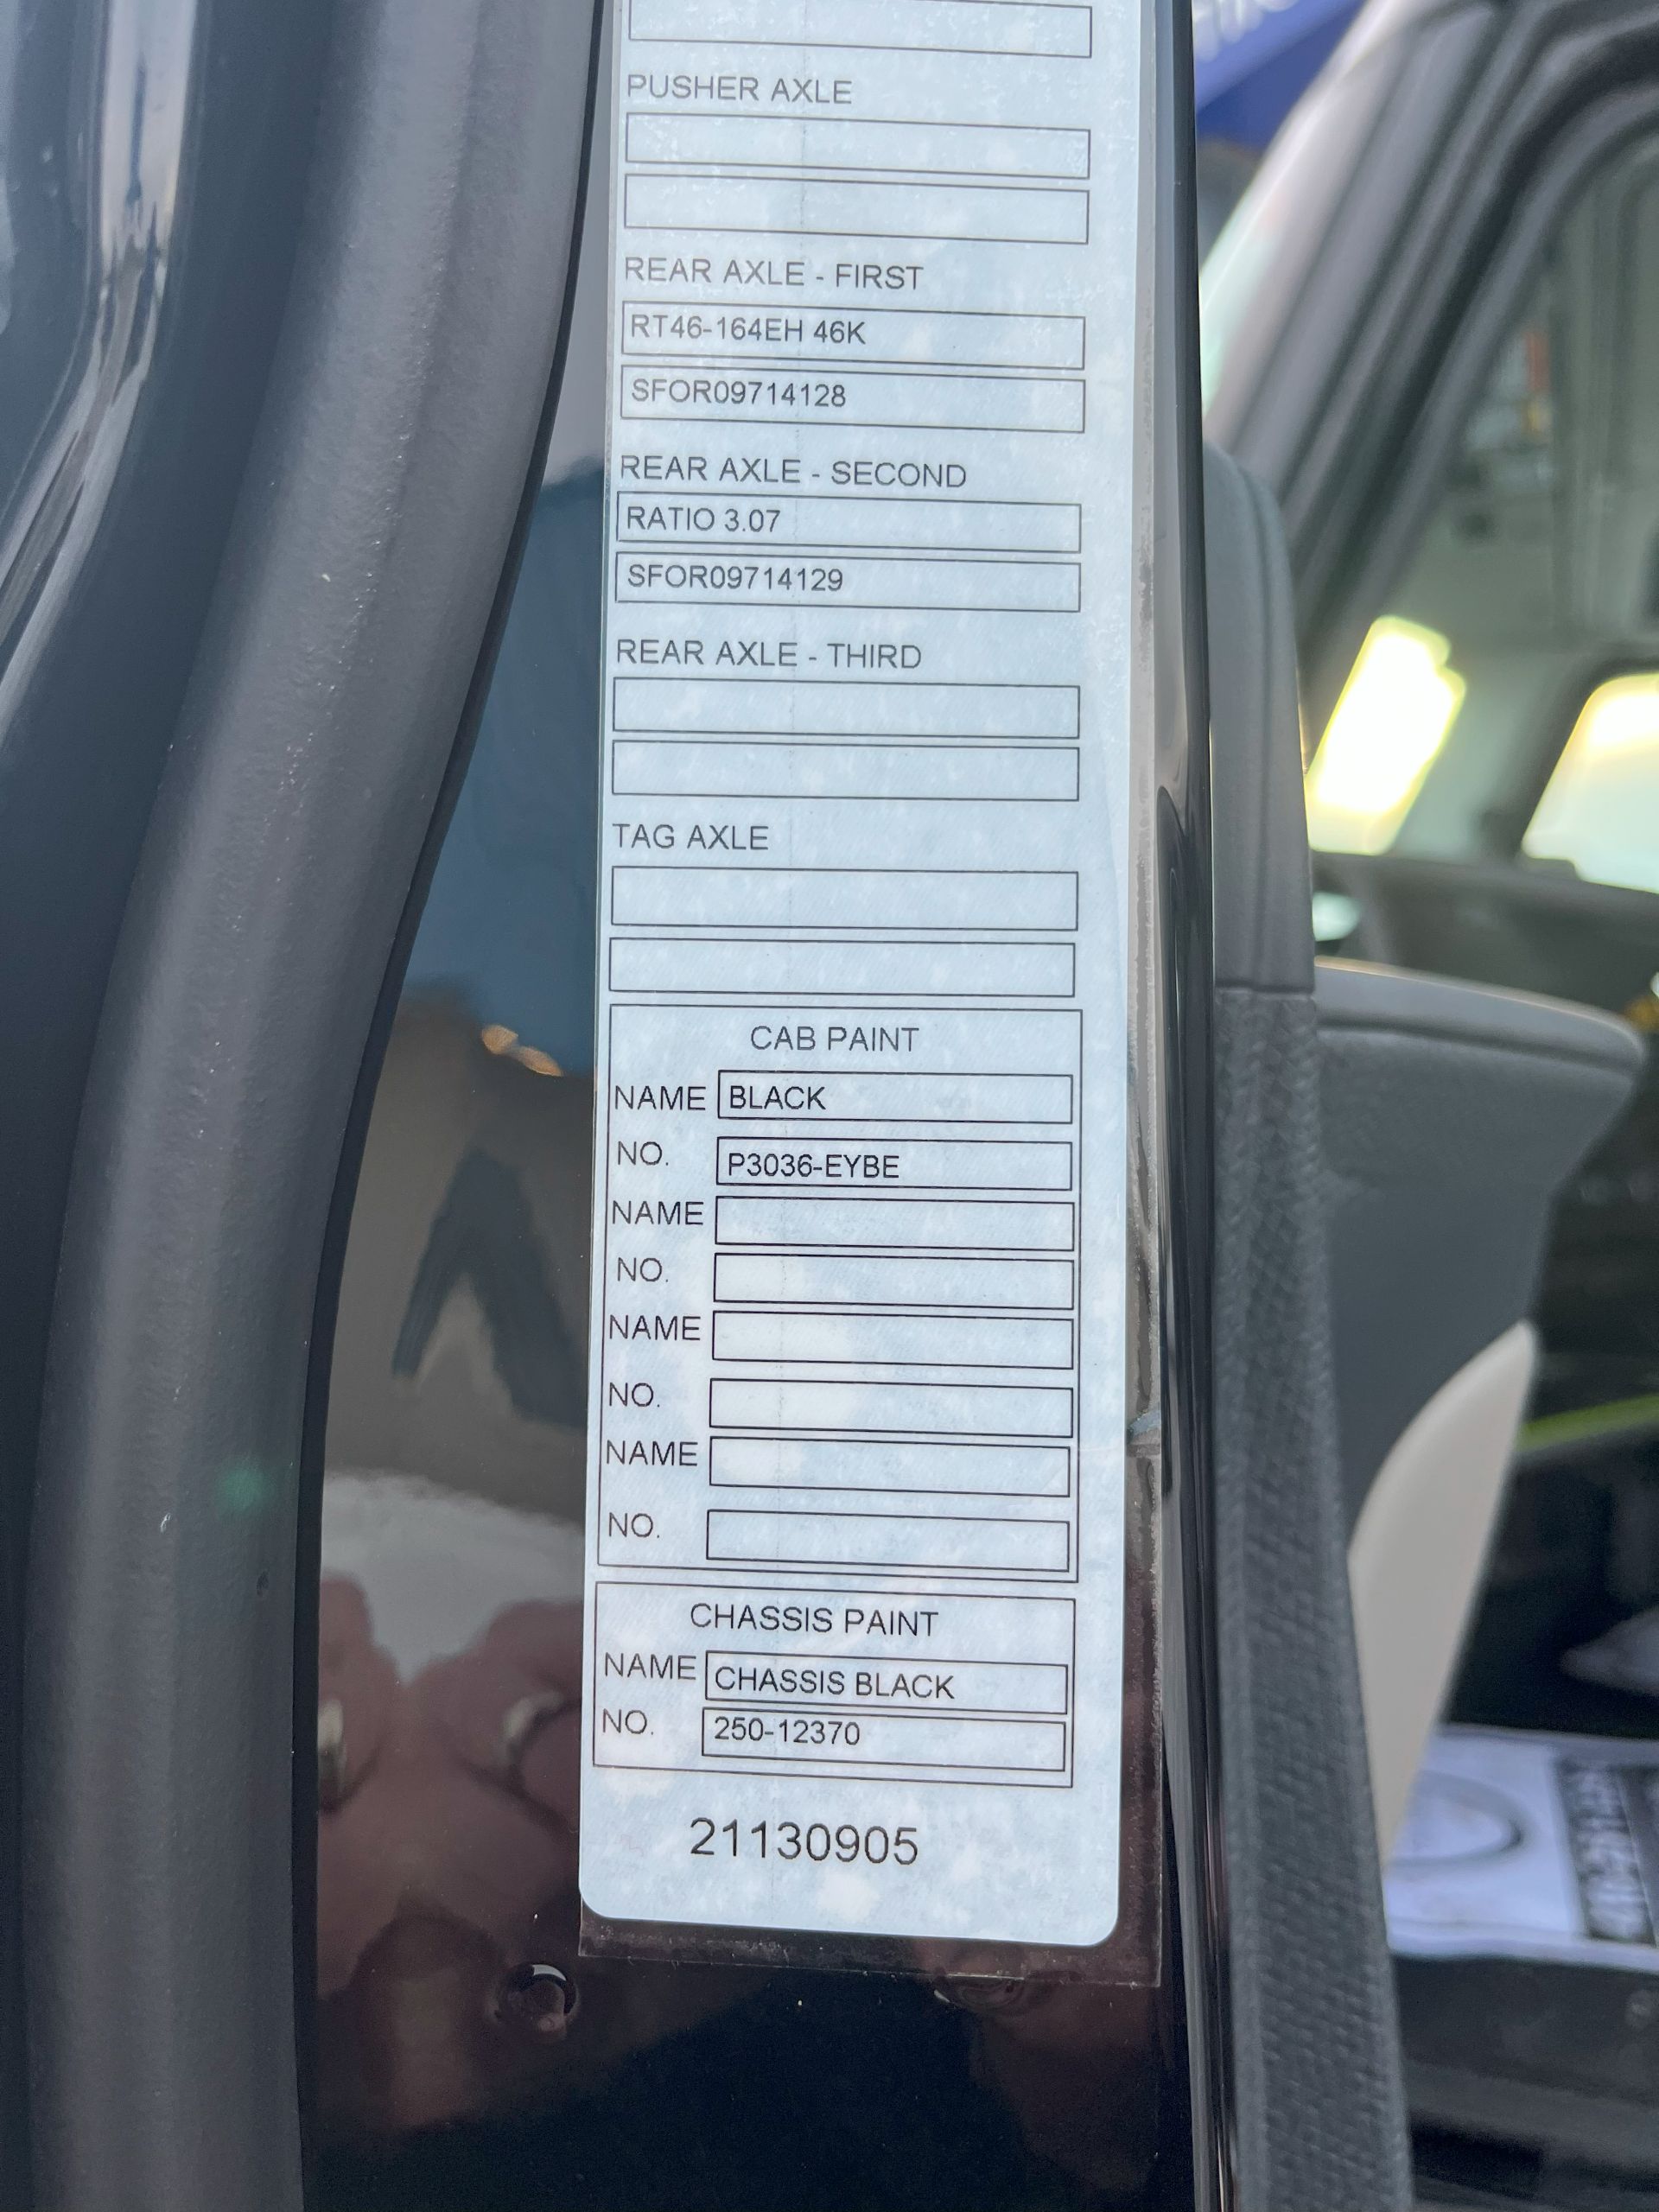 PUSHER AXLE
REAR AXLE - FIRST
RT46-164EH 46K
SFOR09714128
REAR AXLE - SECOND
RATIO 3.07
SFOR09714129
REAR AXLE - THIRD
TAG AXLE
CAB PAINT
NAME BLACK
NO. P3036-EYBE
NAME
NO.
NAME
NO.
NAME
NO.
CHASSIS PAINT
NAME CHASSIS BLACK
NO. 250-12370
21130905